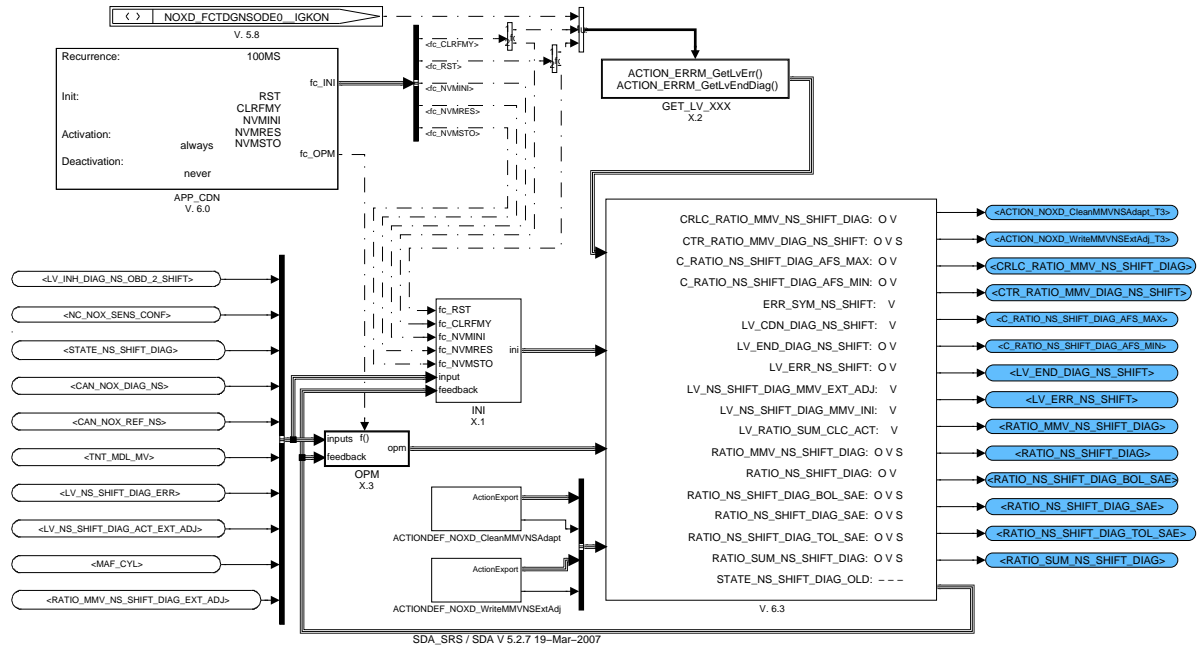 NOXD_FCTDGNSODE0__IGKON
V. 5.8
Recurrence: 100MS
Init: RST
CLRFMY
NVMINI
NVMRES
NVMSTO
Activation:
always
Deactivation:
never
fc_INI
fc_OPM
APP_CDN
V. 6.0
<fc_CLRFMY>
<fc_RST>
<fc_NVMINI>
<fc_NVMRES>
<fc_NVMSTO>
ACTION_ERRM_GetLvErr()
ACTION_ERRM_GetLvEndDiag()
GET_LV_XXX
X.2
<LV_INH_DIAG_NS_OBD_2_SHIFT>
<NC_NOX_SENS_CONF>
<STATE_NS_SHIFT_DIAG>
<CAN_NOX_DIAG_NS>
<CAN_NOX_REF_NS>
<TNT_MDL_MV>
<LV_NS_SHIFT_DIAG_ERR>
<LV_NS_SHIFT_DIAG_ACT_EXT_ADJ>
<MAF_CYL>
<RATIO_MMV_NS_SHIFT_DIAG_EXT_ADJ>
fc_RST
fc_CLRFMY
fc_NVMINI
fc_NVMRES
fc_NVMSTO
input
feedback
ini
INI
X.1
inputs f()
feedback
opm
OPM
X.3
ActionExport
ACTIONDEF_NOXD_CleanMMVNSAdapt
ActionExport
ACTIONDEF_NOXD_WriteMMVNSExtAdj
CRLC_RATIO_MMV_NS_SHIFT_DIAG: O V
CTR_RATIO_MMV_DIAG_NS_SHIFT: O V S
C_RATIO_NS_SHIFT_DIAG_AFS_MAX: O V
C_RATIO_NS_SHIFT_DIAG_AFS_MIN: O V
ERR_SYM_NS_SHIFT: V
LV_CDN_DIAG_NS_SHIFT: V
LV_END_DIAG_NS_SHIFT: O V
LV_ERR_NS_SHIFT: O V
LV_NS_SHIFT_DIAG_MMV_EXT_ADJ: V
LV_NS_SHIFT_DIAG_MMV_INI: V
LV_RATIO_SUM_CLC_ACT: V
RATIO_MMV_NS_SHIFT_DIAG: O V S
RATIO_NS_SHIFT_DIAG: O V
RATIO_NS_SHIFT_DIAG_BOL_SAE: O V S
RATIO_NS_SHIFT_DIAG_SAE: O V S
RATIO_NS_SHIFT_DIAG_TOL_SAE: O V S
RATIO_SUM_NS_SHIFT_DIAG: O V S
STATE_NS_SHIFT_DIAG_OLD: – – –
V. 6.3
<ACTION_NOXD_CleanMMVNSAdapt_T3>
<ACTION_NOXD_WriteMMVNSExtAdj_T3>
<CRLC_RATIO_MMV_NS_SHIFT_DIAG>
<CTR_RATIO_MMV_DIAG_NS_SHIFT>
<C_RATIO_NS_SHIFT_DIAG_AFS_MAX>
<C_RATIO_NS_SHIFT_DIAG_AFS_MIN>
<LV_END_DIAG_NS_SHIFT>
<LV_ERR_NS_SHIFT>
<RATIO_MMV_NS_SHIFT_DIAG>
<RATIO_NS_SHIFT_DIAG>
<RATIO_NS_SHIFT_DIAG_BOL_SAE>
<RATIO_NS_SHIFT_DIAG_SAE>
<RATIO_NS_SHIFT_DIAG_TOL_SAE>
<RATIO_SUM_NS_SHIFT_DIAG>
SDA_SRS / SDA V 5.2.7 19–Mar–2007